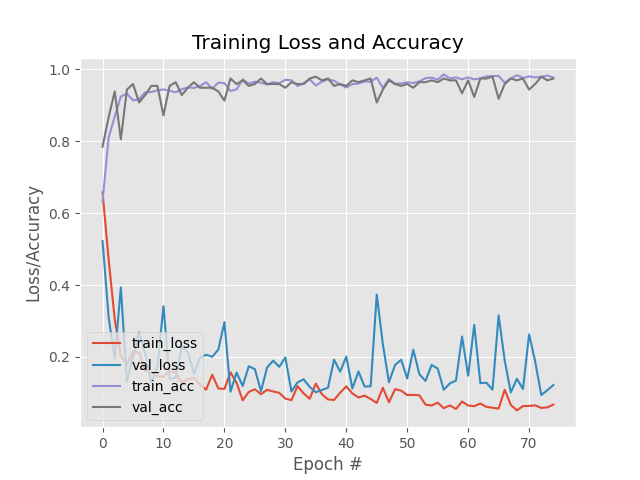 Training Loss and Accuracy
1.0
0.8
0.6
0.4
0.2
Loss/Accuracy
train_loss
val_loss
train_acc
val_acc
0 10 20 30 40 50 60 70
Epoch #